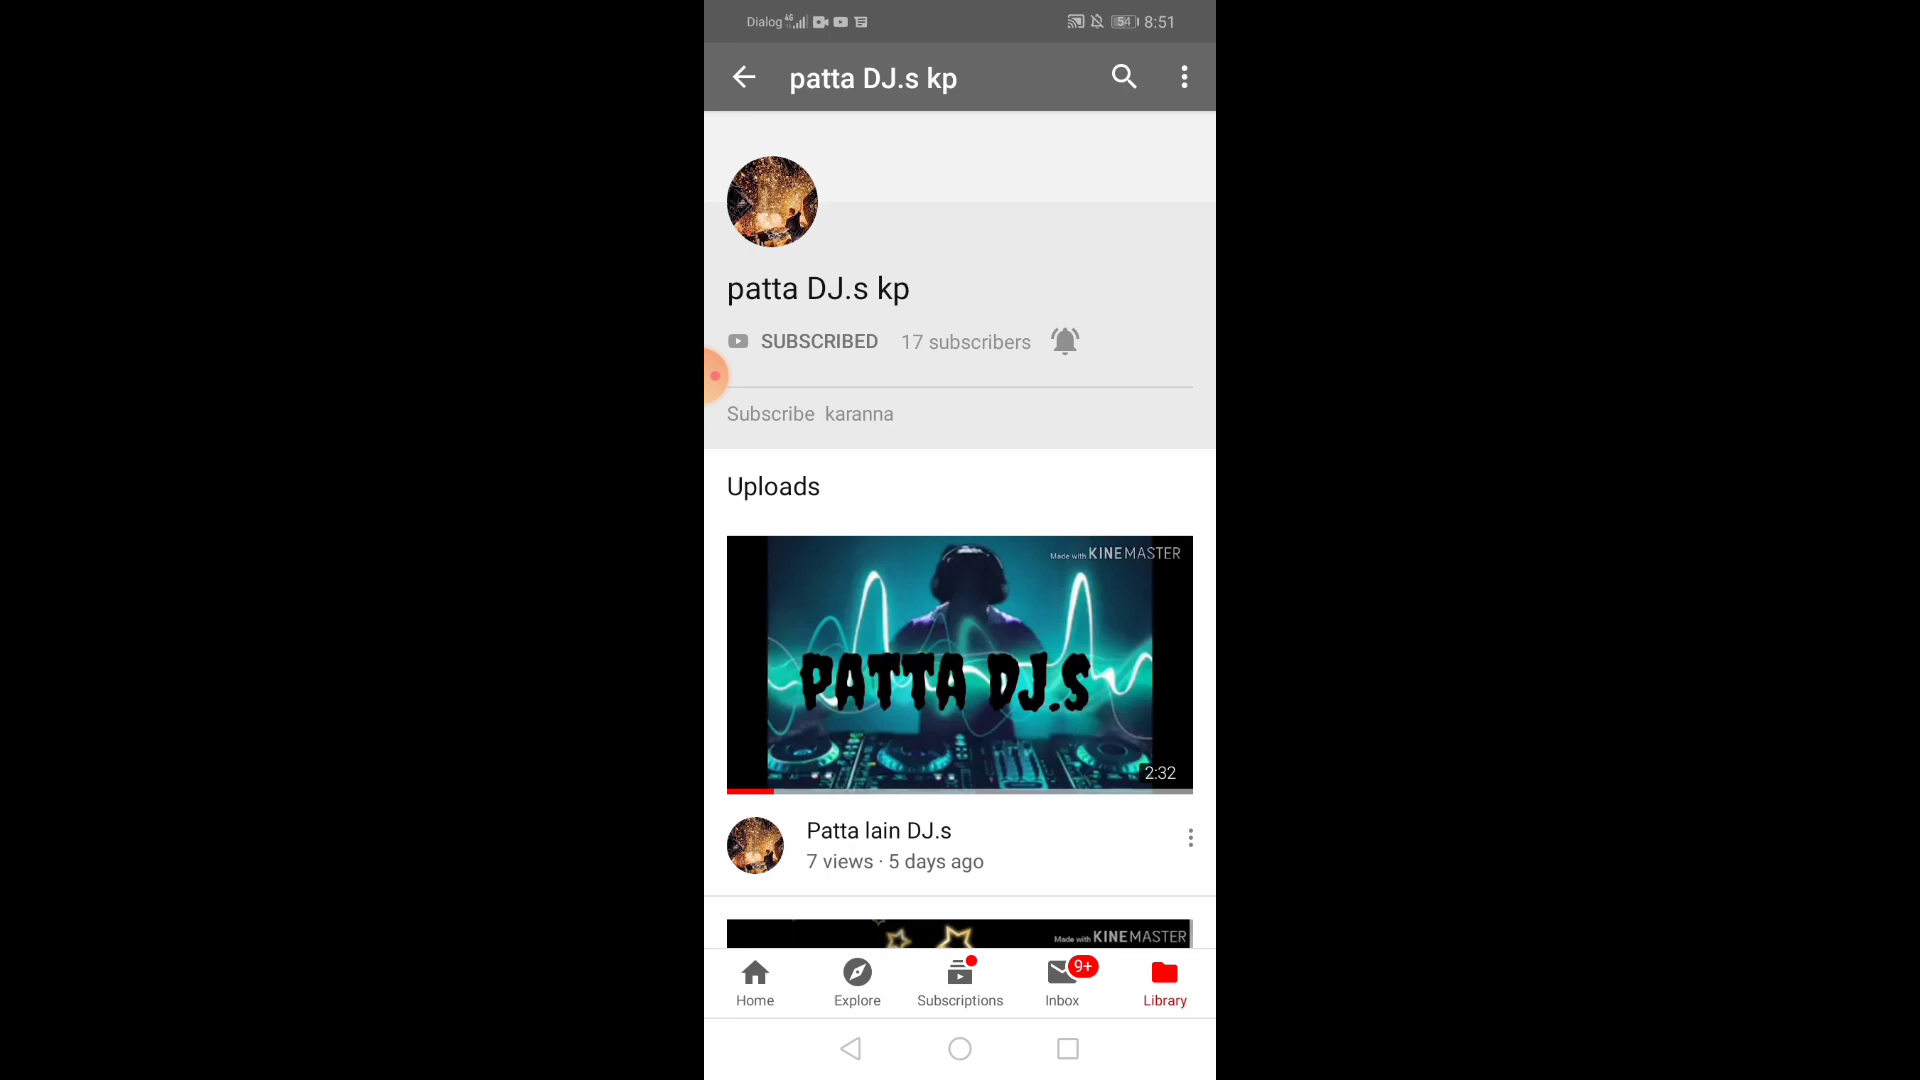 Dialog 4G 54 8:51
patta DJ.s kp
patta DJ.s kp
SUBSCRIBED 17 subscribers
Subscribe karanna
Uploads
Made with KINEMASTER
PATTA DJ.S
2:32
Patta lain DJ.s
7 views · 5 days ago
Made with KINEMASTER
9+
Home Explore Subscriptions Inbox Library